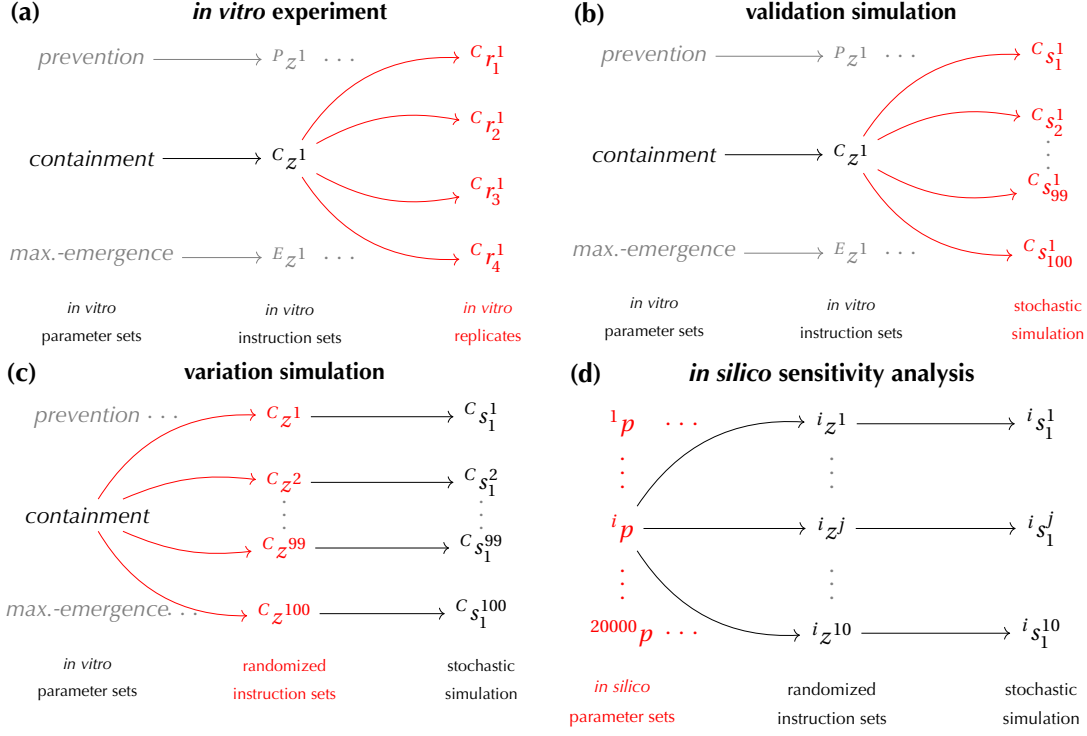 (a) in vitro experiment
prevention ᴾz¹ · · · ᶜr₁¹
ᶜr₂¹
containment ᶜz¹
ᶜr₃¹
max.-emergence ᴱz¹ · · · ᶜr₄¹
in vitro in vitro in vitro
parameter sets instruction sets replicates
(b) validation simulation
prevention ᴾz¹ · · · ᶜs₁¹
ᶜs₂¹
containment ᶜz¹
ᶜs₉₉¹
max.-emergence ᴱz¹ · · · ᶜs₁₀₀¹
in vitro in vitro stochastic
parameter sets instruction sets simulation
(c) variation simulation
prevention · · · ᶜz¹ ᶜs₁¹
ᶜz² ᶜs₁²
containment
ᶜz⁹⁹ ᶜs₁⁹⁹
max.-emergence · · · ᶜz¹⁰⁰ ᶜs₁¹⁰⁰
in vitro randomized stochastic
parameter sets instruction sets simulation
(d) in silico sensitivity analysis
¹p · · · ⁱz¹ ⁱs₁¹
ⁱp ⁱzʲ ⁱs₁ʲ
²⁰⁰⁰⁰p · · · ⁱz¹⁰ ⁱs₁¹⁰
in silico randomized stochastic
parameter sets instruction sets simulation